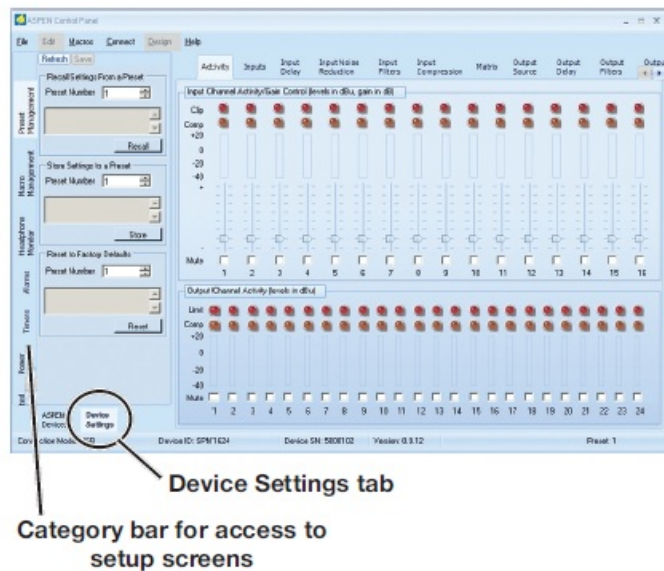 ASPEN Control Panel
File Edit Macros Connect Design Help
Refresh Save
Activity Inputs Input Delay Input Noise Reduction Input Filters Input Compression Matrix Output Source Output Delay Output Filters Outpu
Preset Management
Macro Management
Headphone Monitor
Alarms
Timers
Power
Recall Settings From a Preset
Preset Number 1
Recall
Store Settings to a Preset
Preset Number 1
Store
Reset to Factory Defaults
Preset Number 1
Reset
ASPEN
Device
Device Settings
Input Channel Activity/Gain Control (levels in dBu, gain in dB)
Clip
Comp
+20
0
-20
-40
+
-
Mute
1 2 3 4 5 6 7 8 9 10 11 12 13 14 15 16
Output Channel Activity (levels in dBu)
Limit
Comp
+20
0
-20
-40
Mute
1 2 3 4 5 6 7 8 9 10 11 12 13 14 15 16 17 18 19 20 21 22 23 24
Device ID: SPN1624 Device SN: 5800102 Version: 0.9.12 Preset: 1
Device Settings tab
Category bar for access to
setup screens